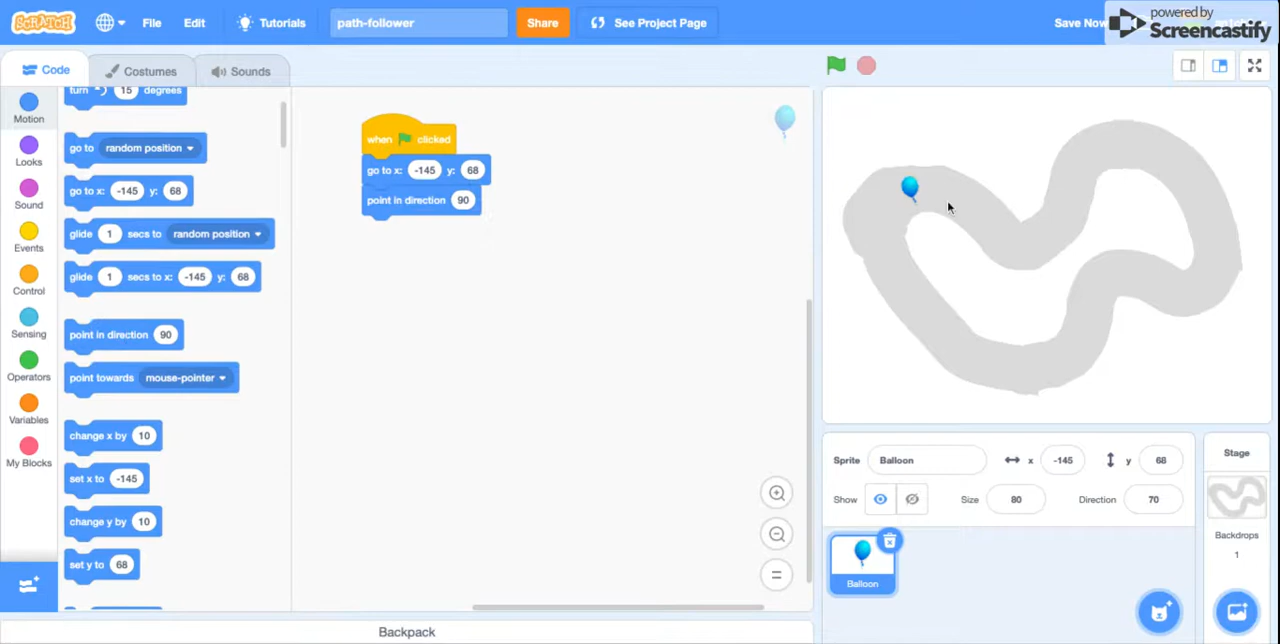 SCRATCH File Edit Tutorials path-follower Share See Project Page Save Now
powered by
Screencastify
Code Costumes Sounds
Motion
Looks
Sound
Events
Control
Sensing
Operators
Variables
My Blocks
turn 15 degrees
go to random position
go to x: -145 y: 68
glide 1 secs to random position
glide 1 secs to x: -145 y: 68
point in direction 90
point towards mouse-pointer
change x by 10
set x to -145
change y by 10
set y to 68
when clicked
go to x: -145 y: 68
point in direction 90
Sprite Balloon x -145 y 68
Show Size 80 Direction 70
Balloon
Stage
Backdrops
1
Backpack